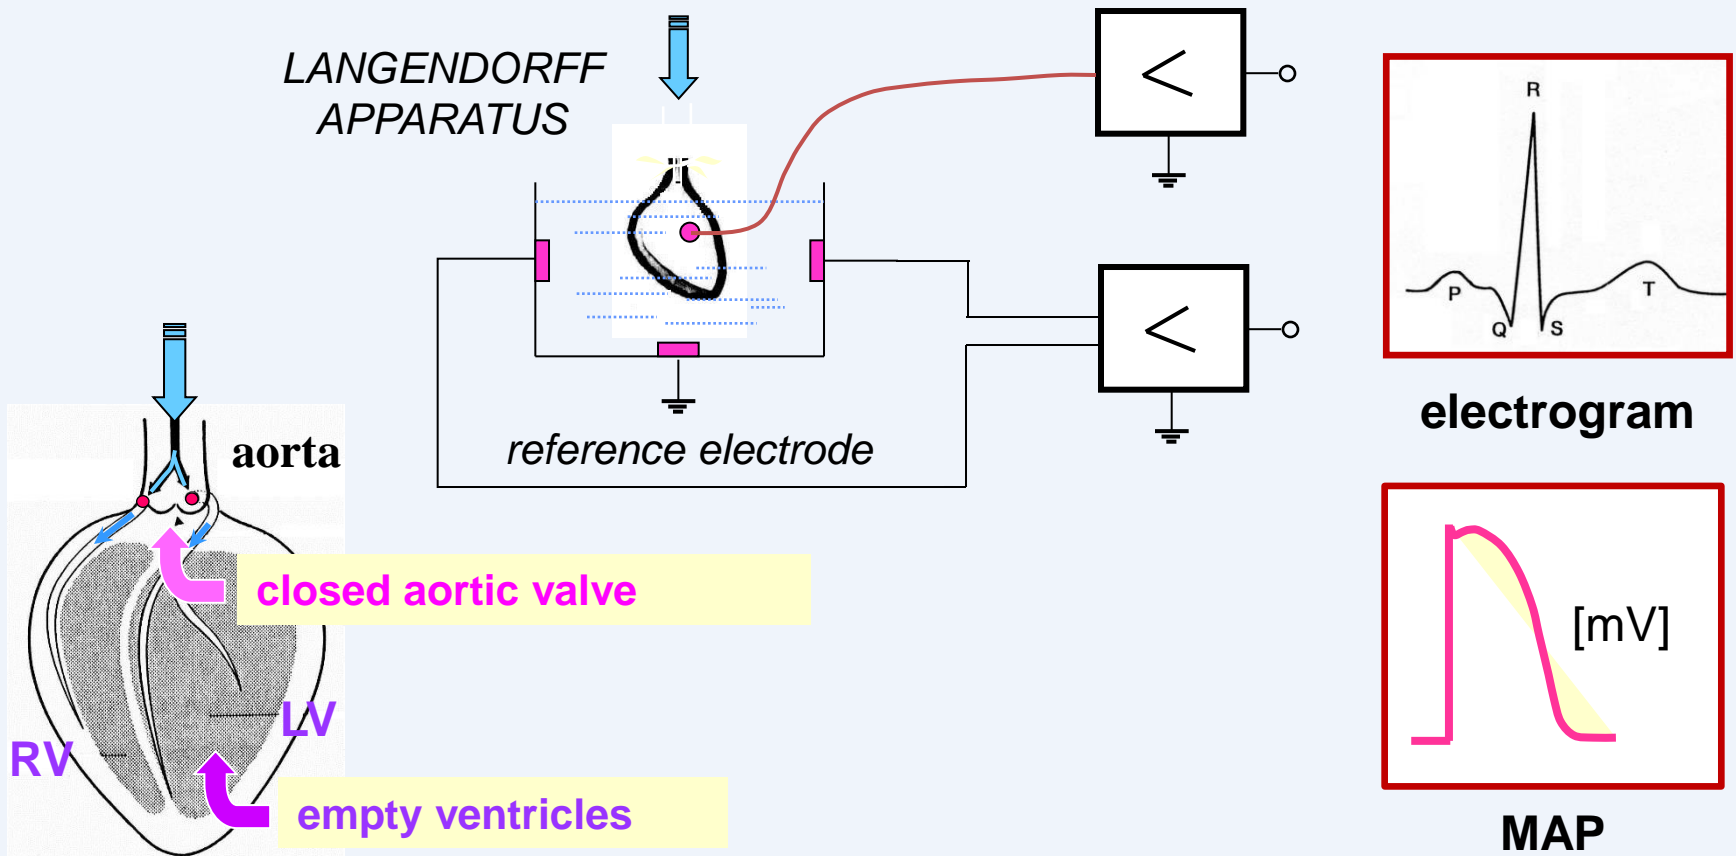 LANGENDORFF
APPARATUS
R
P
Q
S
T
electrogram
reference electrode
aorta
closed aortic valve
LV
RV
empty ventricles
[mV]
MAP